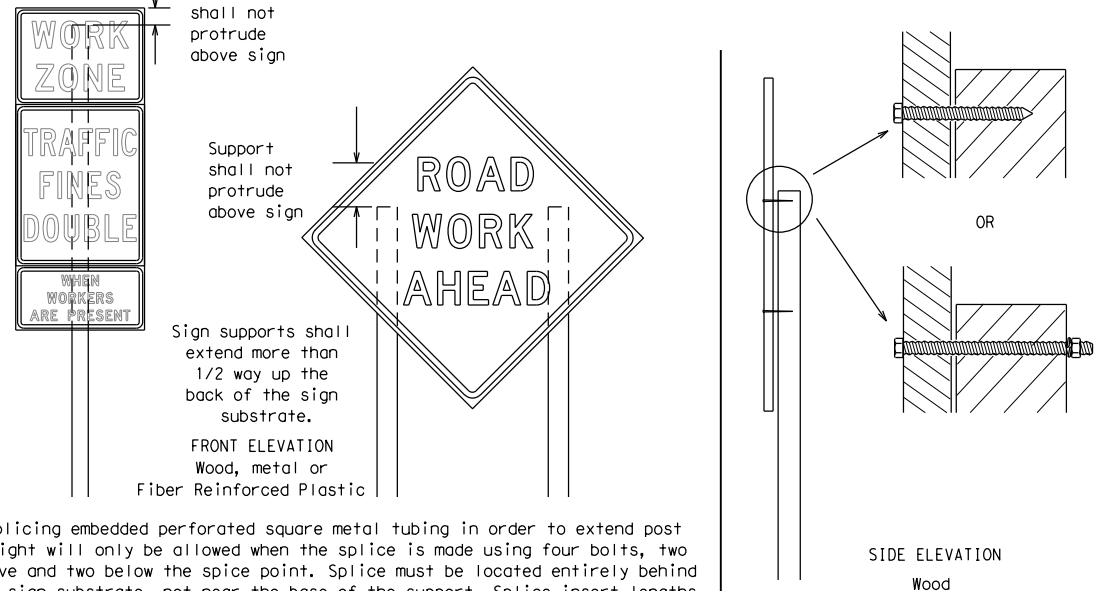 shall not
protrude
above sign
WORK
ZONE
TRAFFIC
FINES
DOUBLE
WHEN
WORKERS
ARE PRESENT
Support
shall not
protrude
above sign
ROAD
WORK
AHEAD
Sign supports shall
extend more than
1/2 way up the
back of the sign
substrate.
FRONT ELEVATION
Wood, metal or
Fiber Reinforced Plastic
OR
SIDE ELEVATION
Wood
plicing embedded perforated square metal tubing in order to extend post
ight will only be allowed when the splice is made using four bolts, two
ve and two below the spice point. Splice must be located entirely behind
sign substrate, not near the base of the support. Splice insert lengths